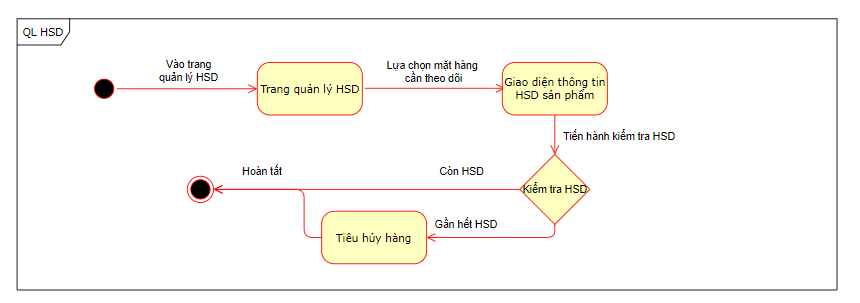 QL HSD
Vào trang
quản lý HSD
Trang quản lý HSD
Lựa chọn mặt hàng
cần theo dõi
Giao diện thông tin
HSD sản phẩm
Tiến hành kiểm tra HSD
Kiểm tra HSD
Còn HSD
Hoàn tất
Gần hết HSD
Tiêu hủy hàng